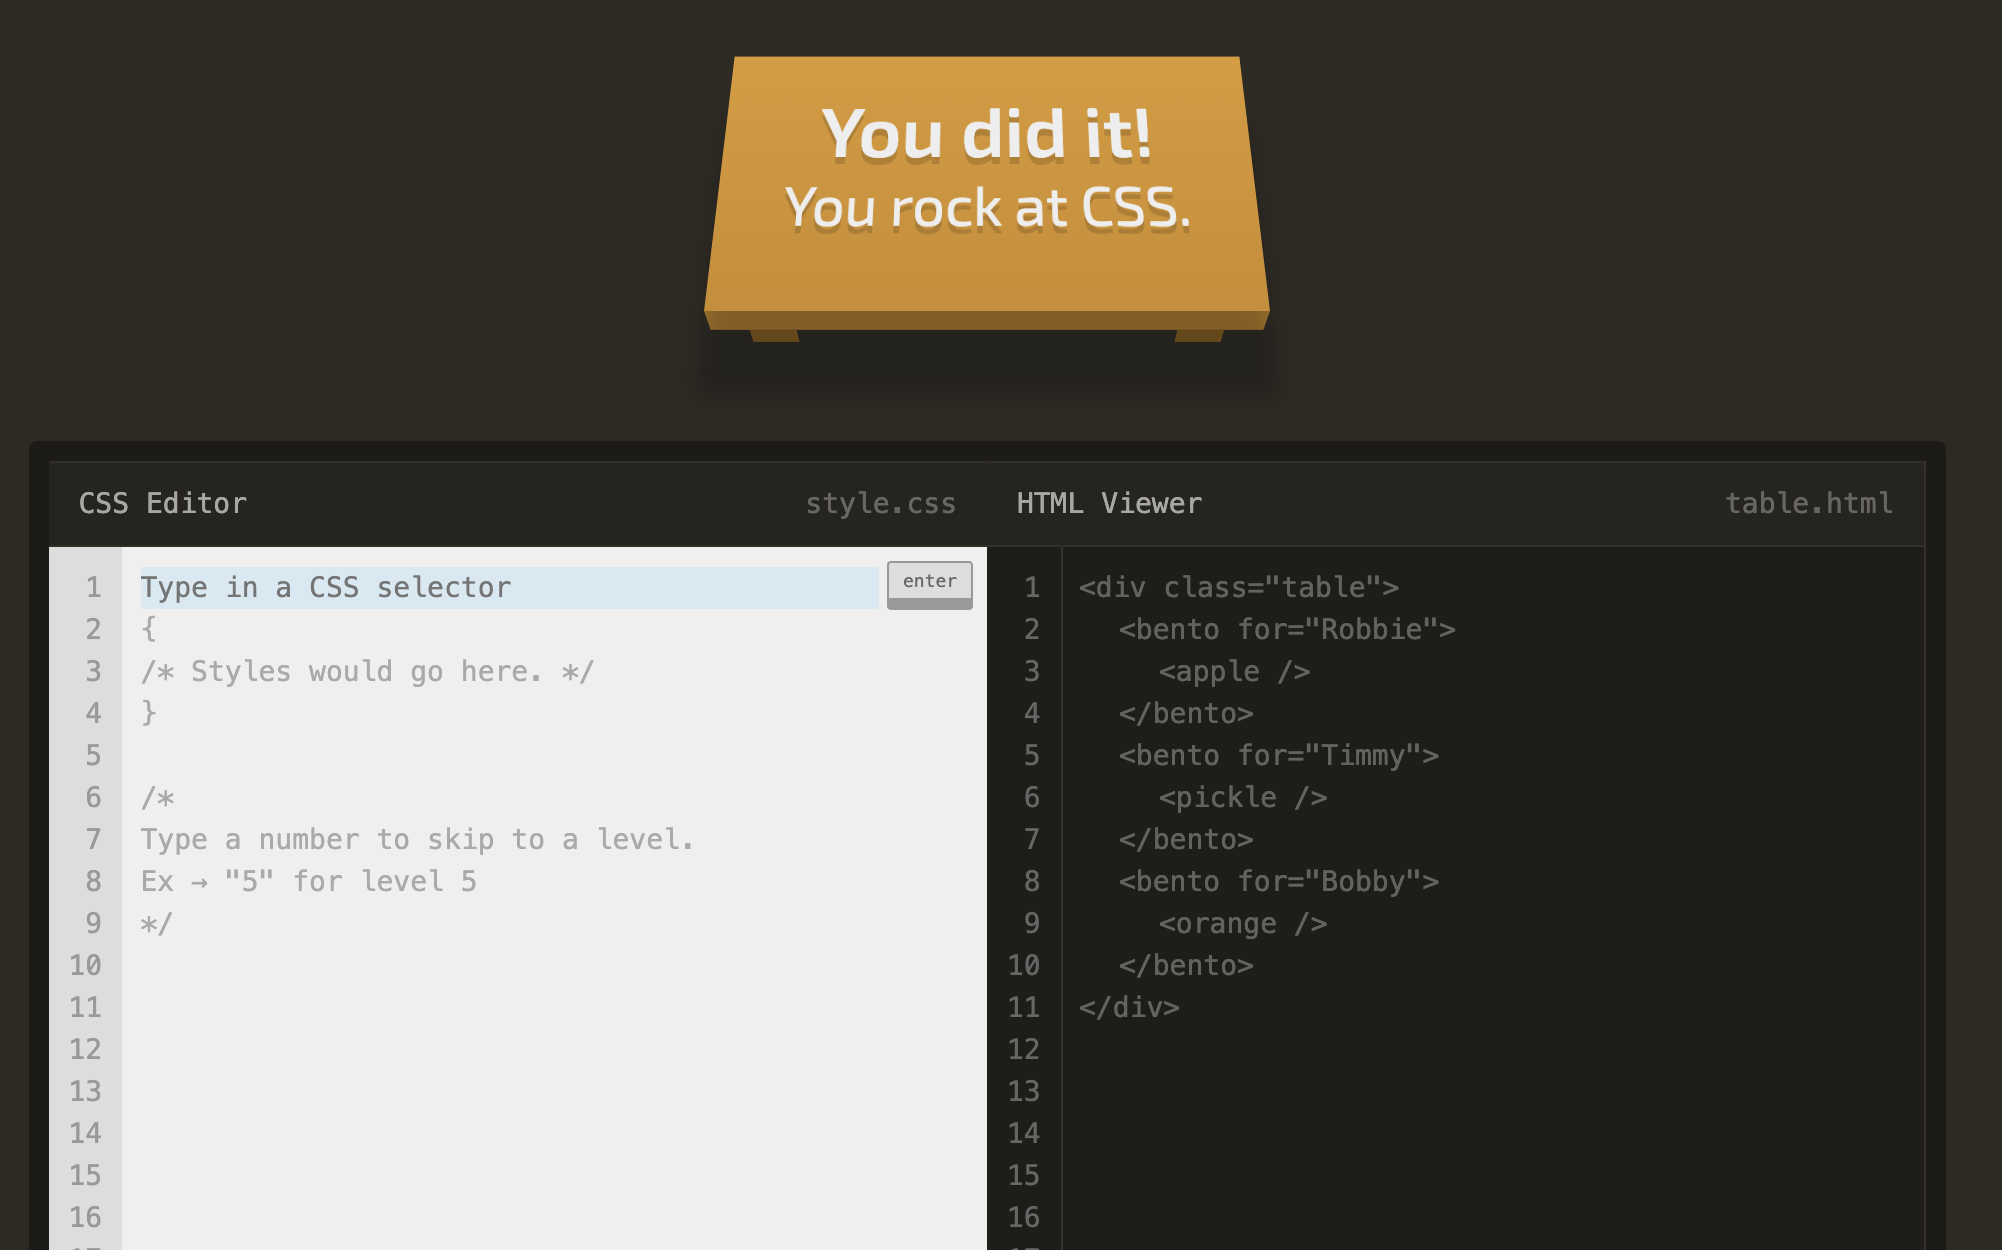 You did it!
You rock at CSS.
CSS Editor
style.css
1 Type in a CSS selector
enter
2 {
3 /* Styles would go here. */
4 }
5
6 /*
7 Type a number to skip to a level.
8 Ex → "5" for level 5
9 */
10
11
12
13
14
15
16
HTML Viewer
table.html
1 <div class="table">
2 <bento for="Robbie">
3 <apple />
4 </bento>
5 <bento for="Timmy">
6 <pickle />
7 </bento>
8 <bento for="Bobby">
9 <orange />
10 </bento>
11 </div>
12
13
14
15
16